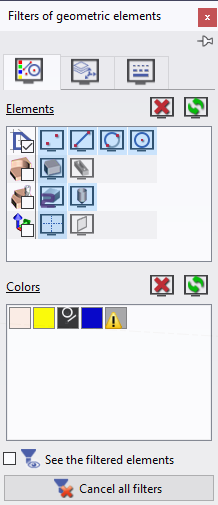 Filters of geometric elements
Elements
Colors
See the filtered elements
Cancel all filters